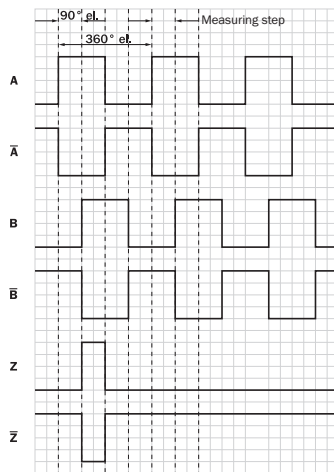 90° el.
Measuring step
360° el.
A
A̅
B
B̅
Z
Z̅